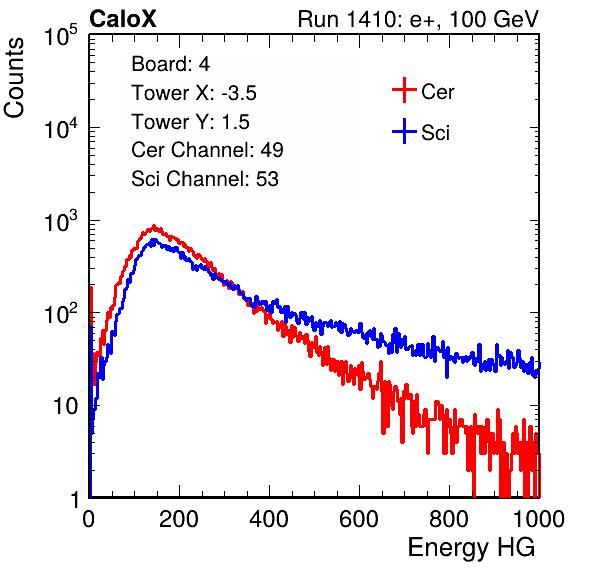 CaloX Run 1410: e+, 100 GeV
Counts
10^5
10^4
10^3
10^2
10
1
Board: 4
Tower X: -3.5
Tower Y: 1.5
Cer Channel: 49
Sci Channel: 53
Cer
Sci
0 200 400 600 800 1000
Energy HG